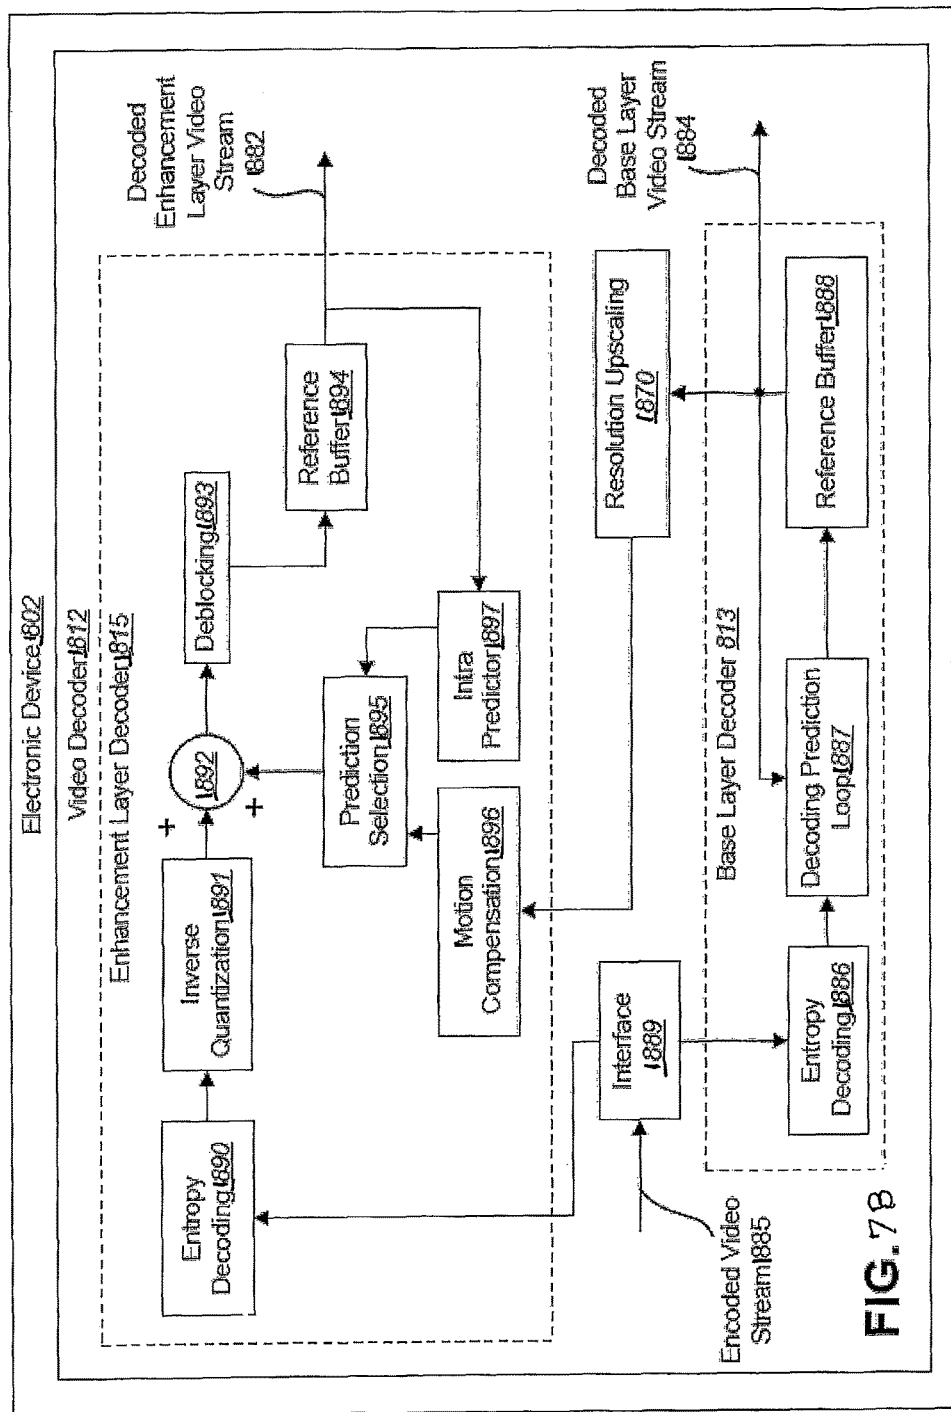 Electronic Device 1802
Video Decoder 1812
Enhancement Layer Decoder 1815
Entropy
Decoding 1890
Inverse
Quantization 1891
+
+
1892
Deblocking 1893
Reference
Buffer 1894
Decoded
Enhancement
Layer Video
Stream
1882
Prediction
Selection 1895
Motion
Compensation 1896
Intra
Predictor 1897
Resolution Upscaling
1870
Decoded
Base Layer
Video Stream
1884
Interface
1889
Encoded Video
Stream 1885
Base Layer Decoder 813
Entropy
Decoding 1886
Decoding Prediction
Loop 1887
Reference Buffer 1888
FIG. 7B